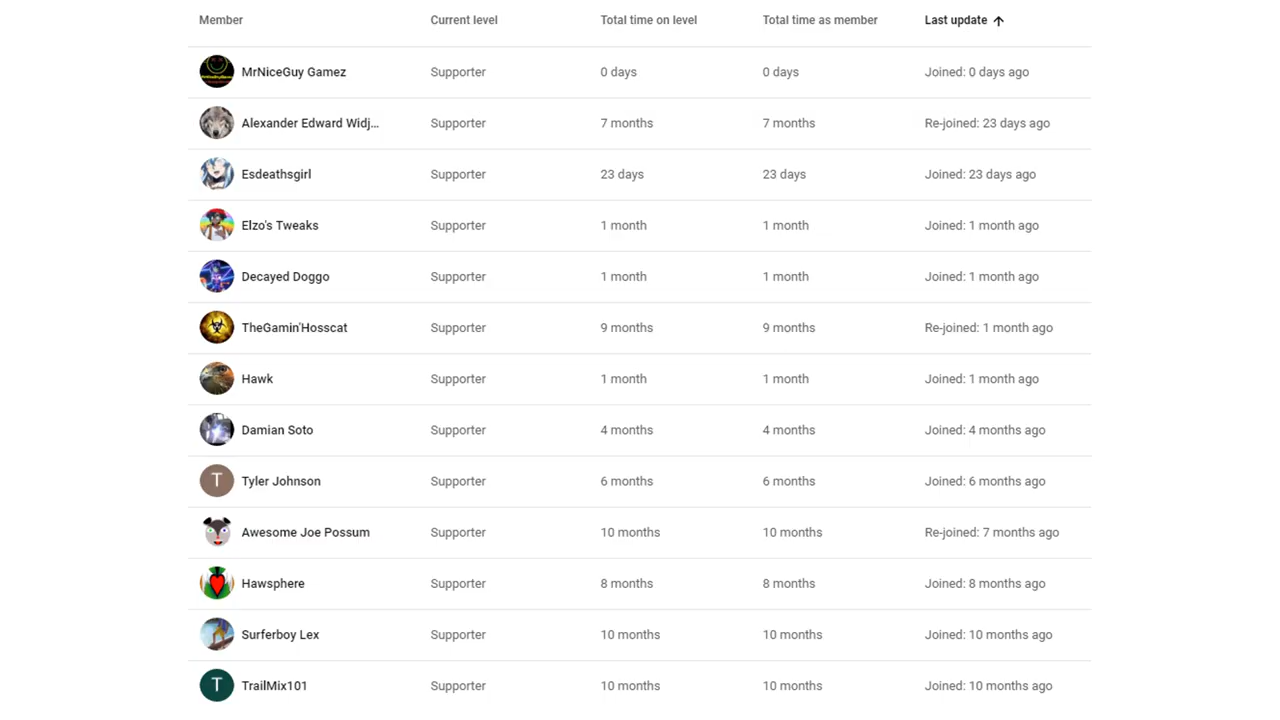 Member Current level Total time on level Total time as member Last update
MrNiceGuy Gamez Supporter 0 days 0 days Joined: 0 days ago
Alexander Edward Widj... Supporter 7 months 7 months Re-joined: 23 days ago
Esdeathsgirl Supporter 23 days 23 days Joined: 23 days ago
Elzo's Tweaks Supporter 1 month 1 month Joined: 1 month ago
Decayed Doggo Supporter 1 month 1 month Joined: 1 month ago
TheGamin'Hosscat Supporter 9 months 9 months Re-joined: 1 month ago
Hawk Supporter 1 month 1 month Joined: 1 month ago
Damian Soto Supporter 4 months 4 months Joined: 4 months ago
T Tyler Johnson Supporter 6 months 6 months Joined: 6 months ago
Awesome Joe Possum Supporter 10 months 10 months Re-joined: 7 months ago
Hawsphere Supporter 8 months 8 months Joined: 8 months ago
Surferboy Lex Supporter 10 months 10 months Joined: 10 months ago
T TrailMix101 Supporter 10 months 10 months Joined: 10 months ago